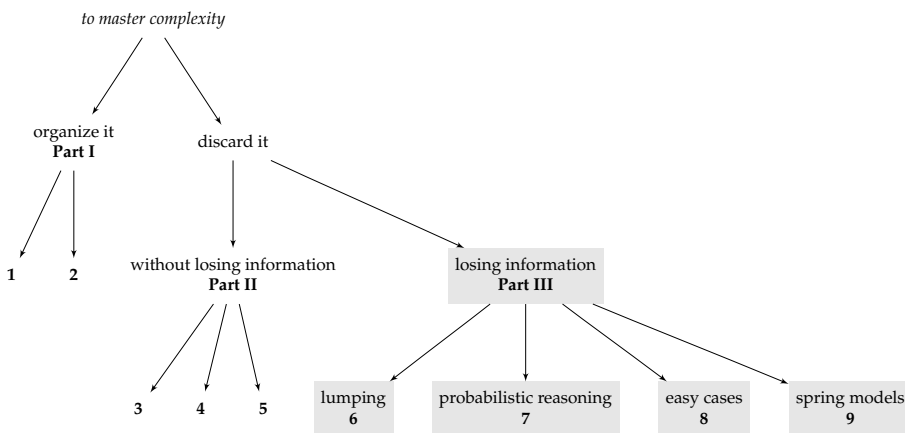 to master complexity
organize it
Part I
discard it
1
2
without losing information
Part II
losing information
Part III
3
4
5
lumping
6
probabilistic reasoning
7
easy cases
8
spring models
9